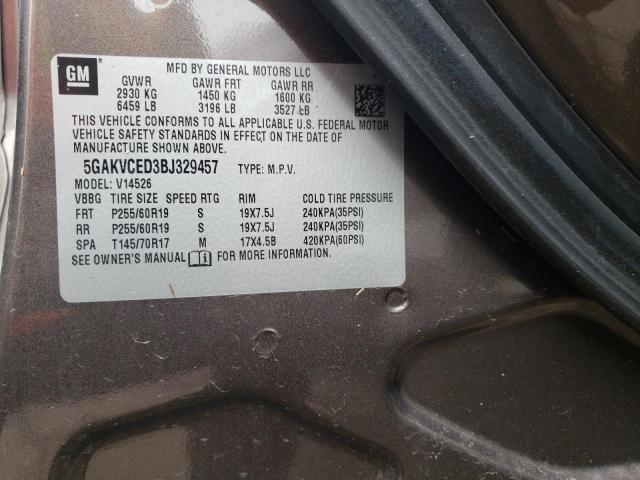 GM
MFD BY GENERAL MOTORS LLC
GVWR GAWR FRT GAWR RR
2930 KG 1450 KG 1600 KG
6459 LB 3196 LB 3527 LB
THIS VEHICLE CONFORMS TO ALL APPLICABLE U.S. FEDERAL MOTOR
VEHICLE SAFETY STANDARDS IN EFFECT ON THE DATE OF
MANUFACTURE SHOWN ABOVE.
5GAKVCED3BJ329457 TYPE: M.P.V.
MODEL: V14526
VBBG TIRE SIZE SPEED RTG RIM COLD TIRE PRESSURE
FRT P255/60R19 S 19X7.5J 240KPA(35PSI)
RR P255/60R19 S 19X7.5J 240KPA(35PSI)
SPA T145/70R17 M 17X4.5B 420KPA(60PSI)
SEE OWNER'S MANUAL FOR MORE INFORMATION.